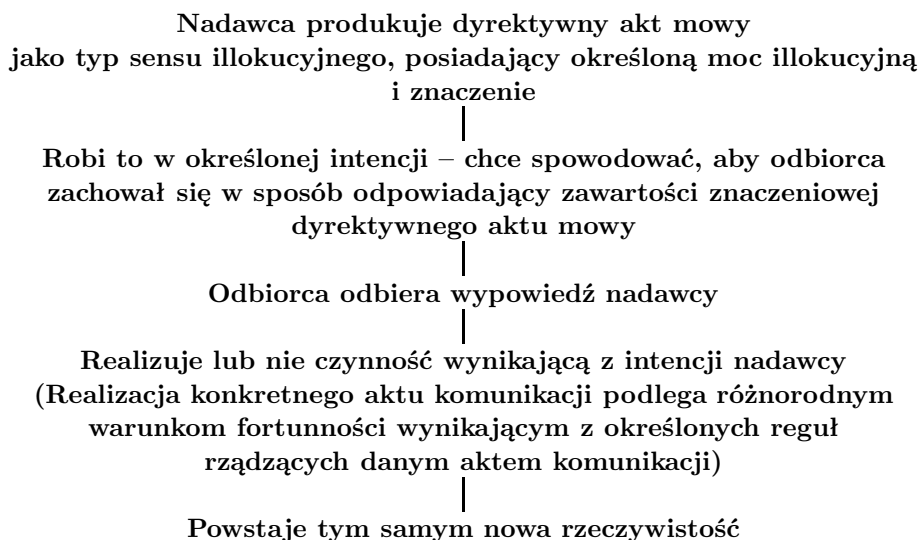 Nadawca produkuje dyrektywny akt mowy
jako typ sensu illokucyjnego, posiadający określoną moc illokucyjną
i znaczenie
Robi to w określonej intencji – chce spowodować, aby odbiorca
zachował się w sposób odpowiadający zawartości znaczeniowej
dyrektywnego aktu mowy
Odbiorca odbiera wypowiedź nadawcy
Realizuje lub nie czynność wynikającą z intencji nadawcy
(Realizacja konkretnego aktu komunikacji podlega różnorodnym
warunkom fortunności wynikającym z określonych reguł
rządzących danym aktem komunikacji)
Powstaje tym samym nowa rzeczywistość